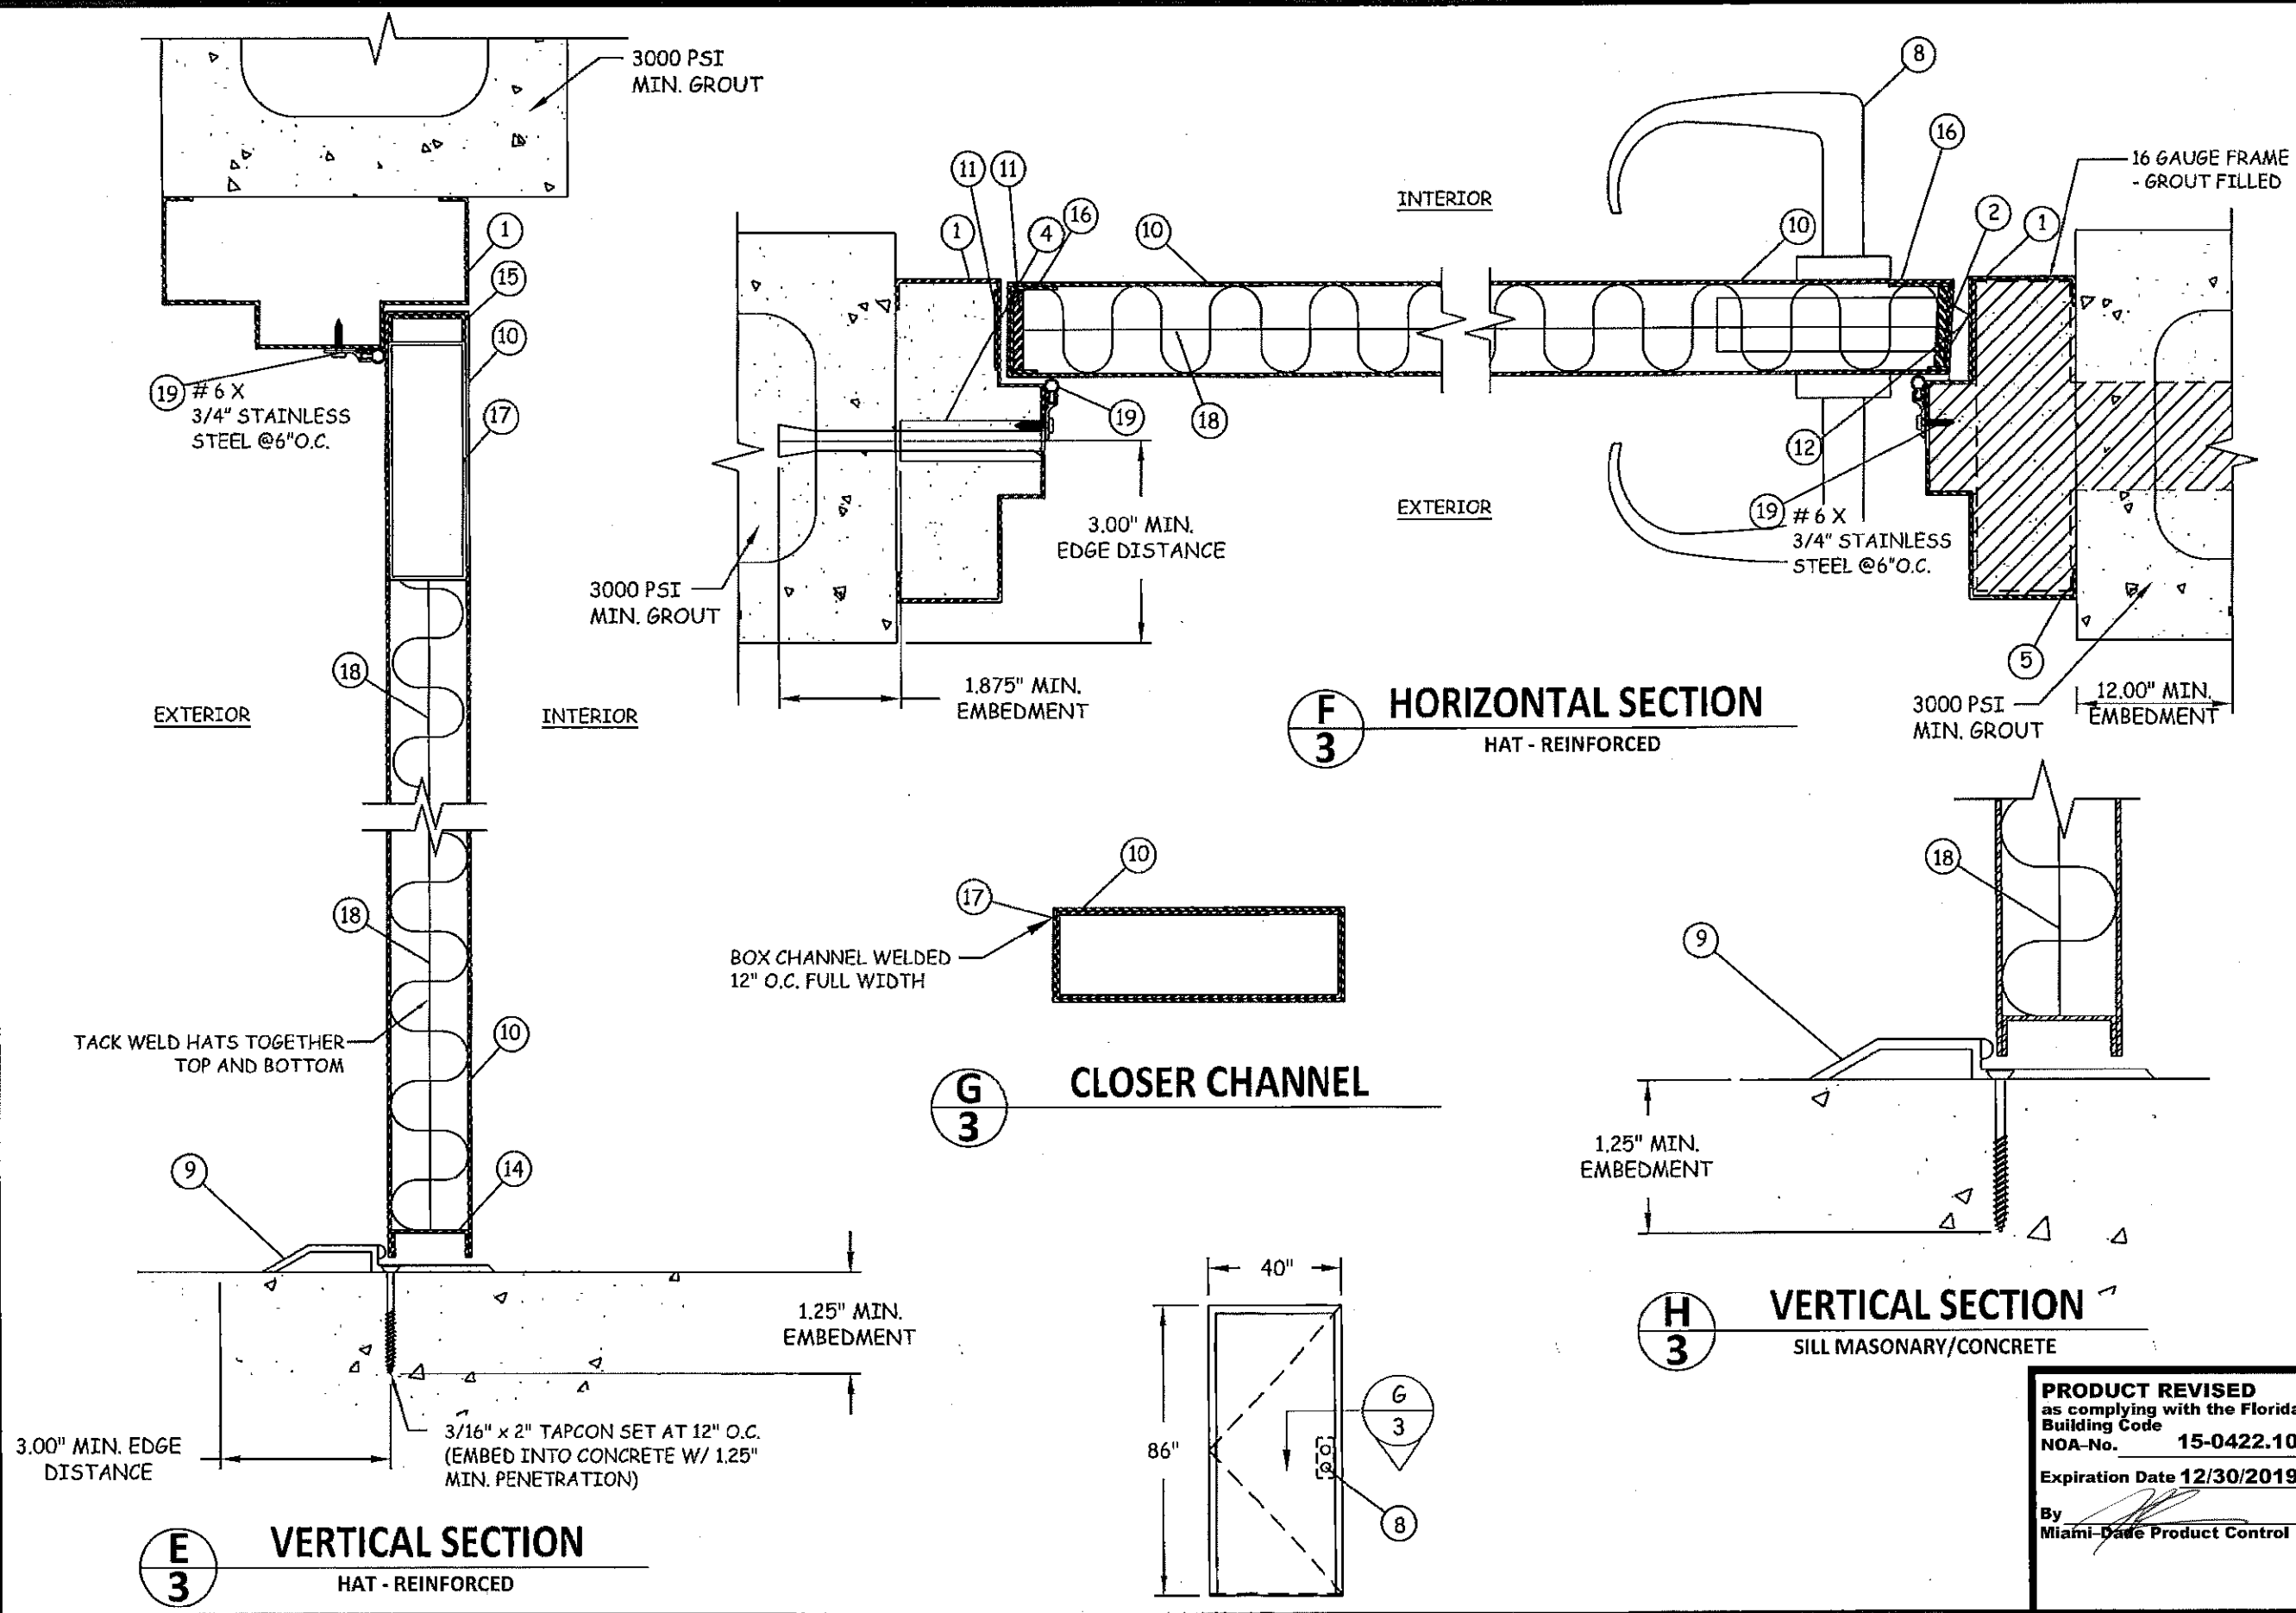 3000 PSI
MIN. GROUT
1
15
10
19 # 6 X
3/4" STAINLESS
STEEL @6"O.C.
17
18
EXTERIOR
INTERIOR
18
TACK WELD HATS TOGETHER
TOP AND BOTTOM
10
9
14
1.25" MIN.
EMBEDMENT
3/16" x 2" TAPCON SET AT 12" O.C.
(EMBED INTO CONCRETE W/ 1.25"
MIN. PENETRATION)
3.00" MIN. EDGE
DISTANCE
E
3
VERTICAL SECTION
HAT - REINFORCED
8
16
16 GAUGE FRAME
- GROUT FILLED
11 11
1
4
16
10
INTERIOR
10
2
1
19
18
12
3.00" MIN.
EDGE DISTANCE
EXTERIOR
19 # 6 X
3/4" STAINLESS
STEEL @6"O.C.
3000 PSI
MIN. GROUT
5
1.875" MIN.
EMBEDMENT
3000 PSI
MIN. GROUT
12.00" MIN.
EMBEDMENT
F
3
HORIZONTAL SECTION
HAT - REINFORCED
10
17
BOX CHANNEL WELDED
12" O.C. FULL WIDTH
G
3
CLOSER CHANNEL
18
9
1.25" MIN.
EMBEDMENT
H
3
VERTICAL SECTION
SILL MASONARY/CONCRETE
40"
86"
G
3
8
PRODUCT REVISED
as complying with the Florida
Building Code
NOA-No. 15-0422.10
Expiration Date 12/30/2019
By
Miami-Dade Product Control